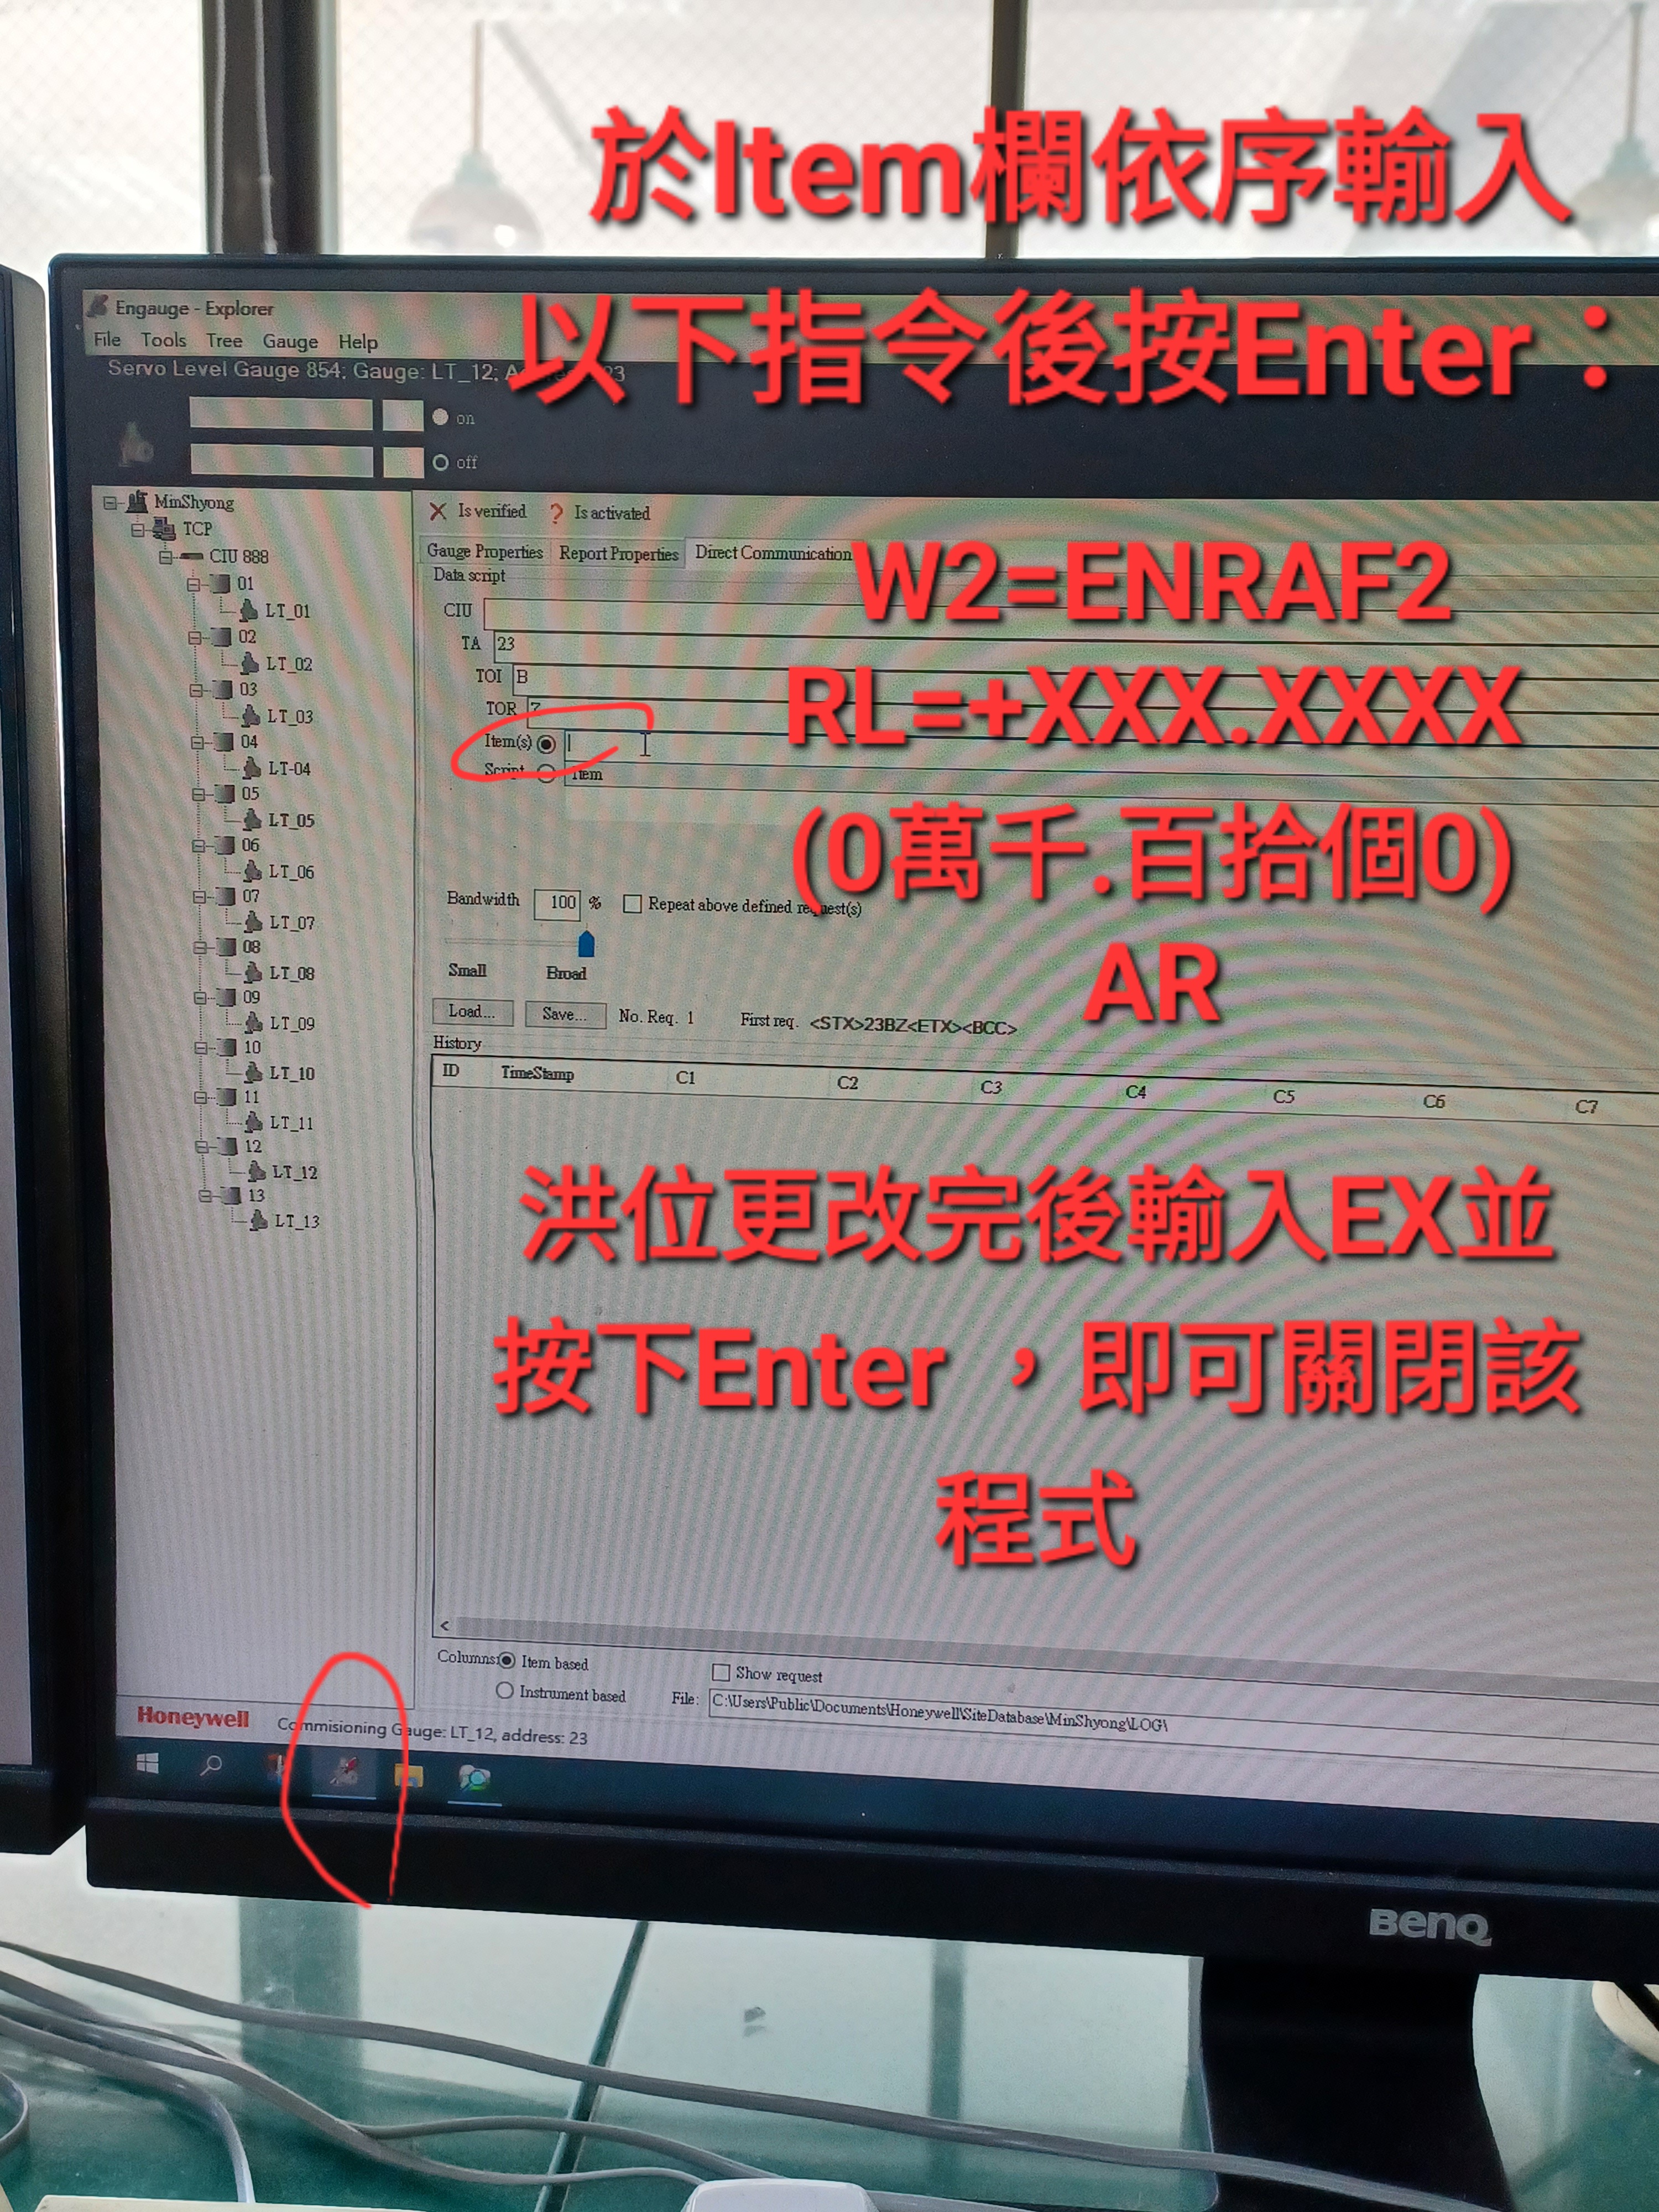 於Item欄依序輸入
以下指令後按Enter：
Engauge - Explorer
File Tools Tree Gauge Help
Servo Level Gauge 854; Gauge: LT_12; 23
on
off
MinShyong
TCP
CIU 888
01
LT_01
02
LT_02
03
LT_03
04
LT-04
05
LT_05
06
LT_06
07
LT_07
08
LT_08
09
LT_09
10
LT_10
11
LT_11
12
LT_12
13
LT_13
Is verified ? Is activated
Gauge Properties Report Properties Direct Communication
Data script
CIU
TA 23
TOI B
TOR Z
Item(s)
Script Item
W2=ENRAF2
RL=+XXX.XXXX
(0萬千.百拾個0)
AR
Bandwidth 100 % Repeat above defined request(s)
Small Broad
Load... Save... No. Req. 1 First req. <STX>23BZ<ETX><BCC>
History
ID TimeStamp C1 C2 C3 C4 C5 C6 C7
洪位更改完後輸入EX並
按下Enter，即可關閉該
程式
Columns: Item based Show request
Instrument based File: C:\Users\Public\Documents\Honeywell\SiteDatabase\MinShyong\LOG\
Honeywell Commisioning Gauge: LT_12, address: 23
BenQ